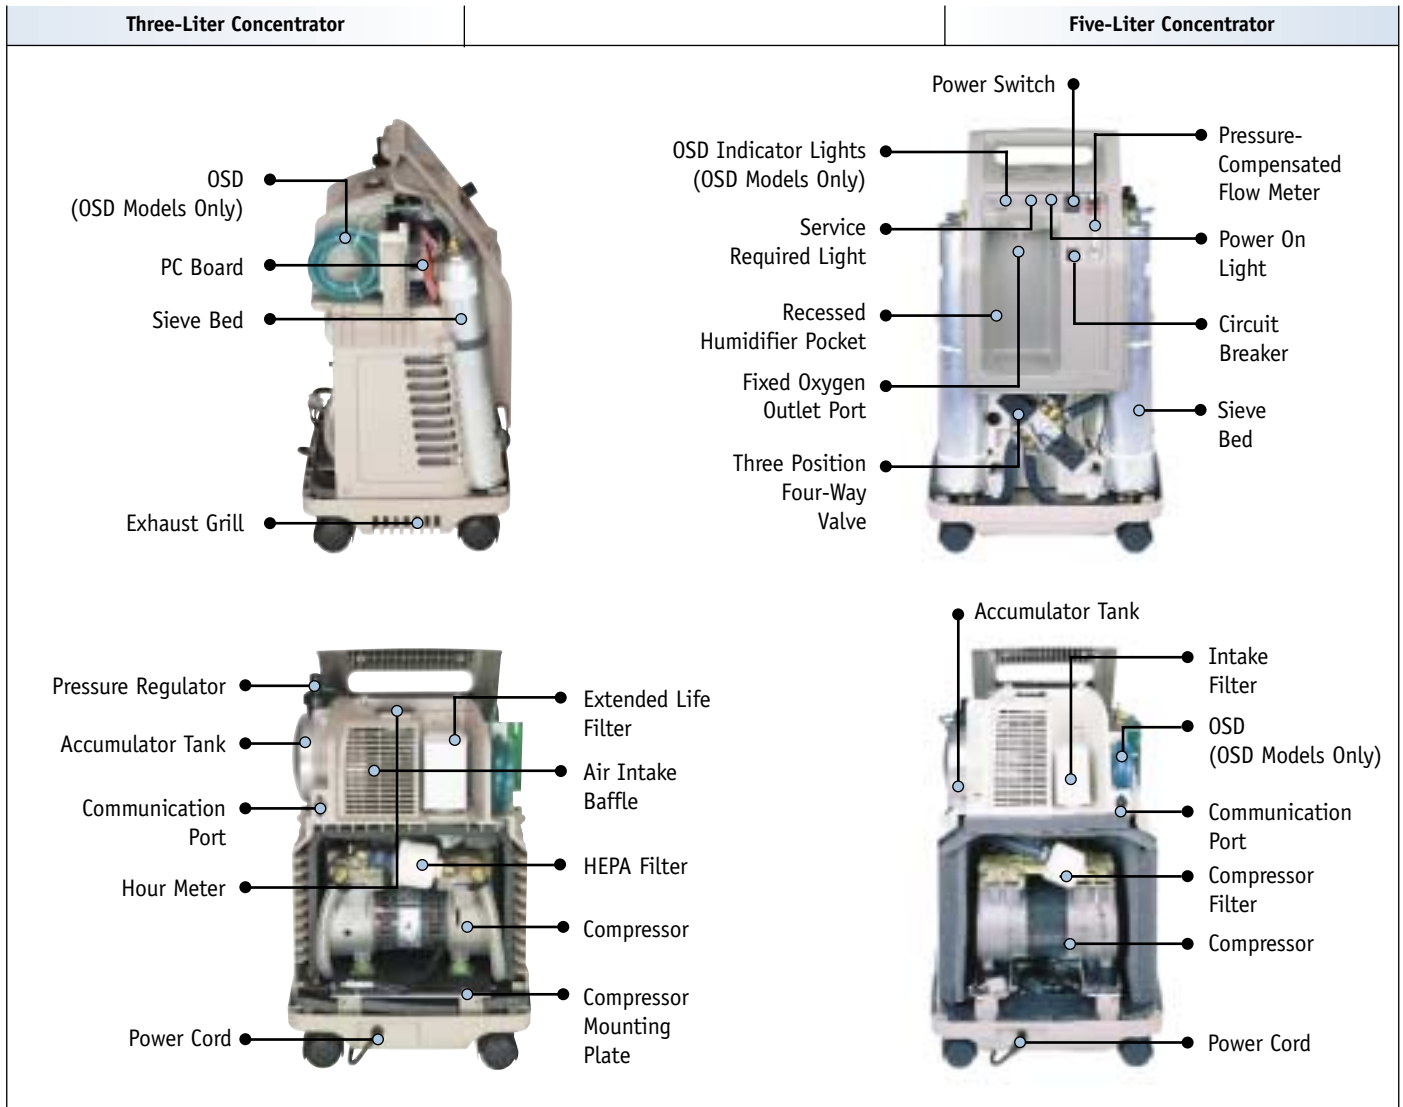 Three-Liter Concentrator
Five-Liter Concentrator
OSD
(OSD Models Only)
PC Board
Sieve Bed
Exhaust Grill
Power Switch
OSD Indicator Lights
(OSD Models Only)
Service
Required Light
Recessed
Humidifier Pocket
Fixed Oxygen
Outlet Port
Three Position
Four-Way
Valve
Pressure-
Compensated
Flow Meter
Power On
Light
Circuit
Breaker
Sieve
Bed
Pressure Regulator
Accumulator Tank
Communication
Port
Hour Meter
Power Cord
Extended Life
Filter
Air Intake
Baffle
HEPA Filter
Compressor
Compressor
Mounting
Plate
Accumulator Tank
Intake
Filter
OSD
(OSD Models Only)
Communication
Port
Compressor
Filter
Compressor
Power Cord